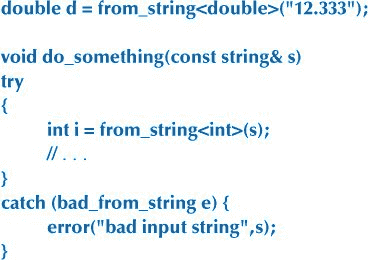 double d = from_string<double>("12.333");
void do_something(const string& s)
try
{
int i = from_string<int>(s);
// . . .
}
catch (bad_from_string e) {
error("bad input string",s);
}